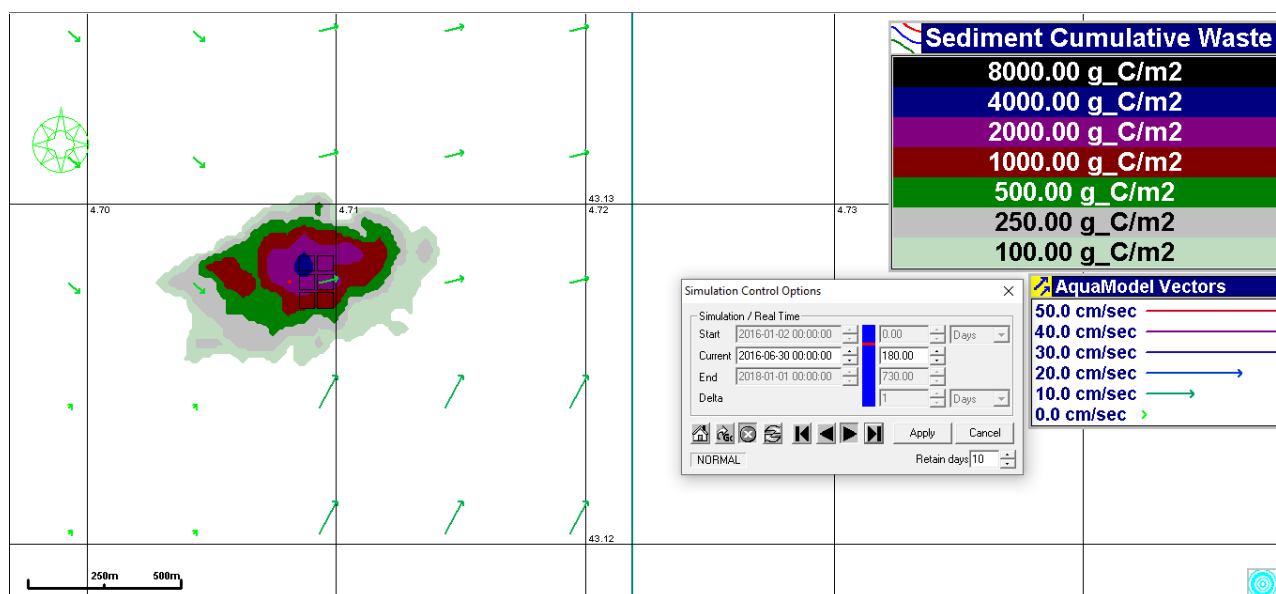 Sediment Cumulative Waste
8000.00 g_C/m2
4000.00 g_C/m2
2000.00 g_C/m2
1000.00 g_C/m2
500.00 g_C/m2
250.00 g_C/m2
100.00 g_C/m2
43.13
4.70
4.71
4.72
4.73
AquaModel Vectors
50.0 cm/sec
40.0 cm/sec
30.0 cm/sec
20.0 cm/sec
10.0 cm/sec
0.0 cm/sec
Simulation Control Options
Simulation / Real Time
Start 2016-01-02 00:00:00 0.00 Days
Current 2016-06-30 00:00:00 180.00
End 2018-01-01 00:00:00 730.00
Delta 1 Days
Apply Cancel
NORMAL Retain days 10
43.12
250m 500m